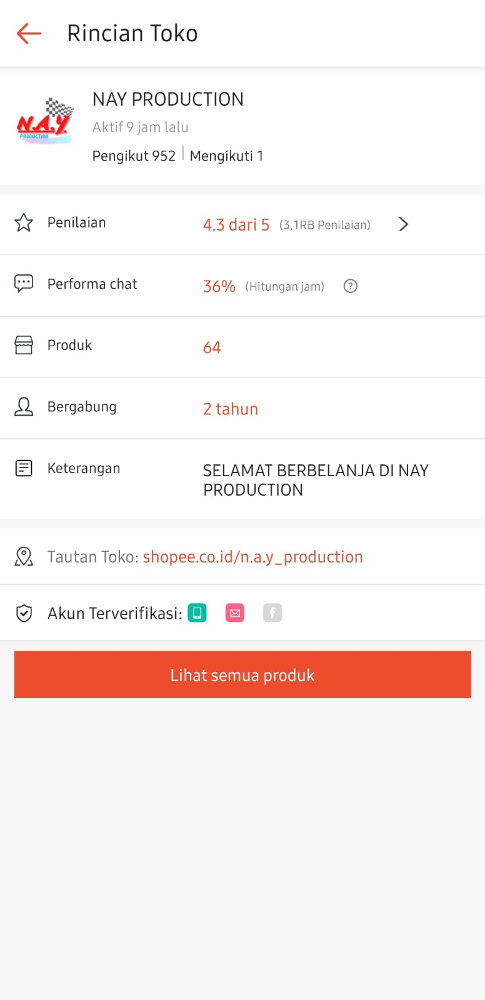 Rincian Toko
N.A.Y
PRODUCTION
NAY PRODUCTION
Aktif 9 jam lalu
Pengikut 952 | Mengikuti 1
Penilaian 4.3 dari 5 (3,1RB Penilaian)
Performa chat 36% (Hitungan jam) ?
Produk 64
Bergabung 2 tahun
Keterangan SELAMAT BERBELANJA DI NAY
PRODUCTION
Tautan Toko: shopee.co.id/n.a.y_production
Akun Terverifikasi: f
Lihat semua produk